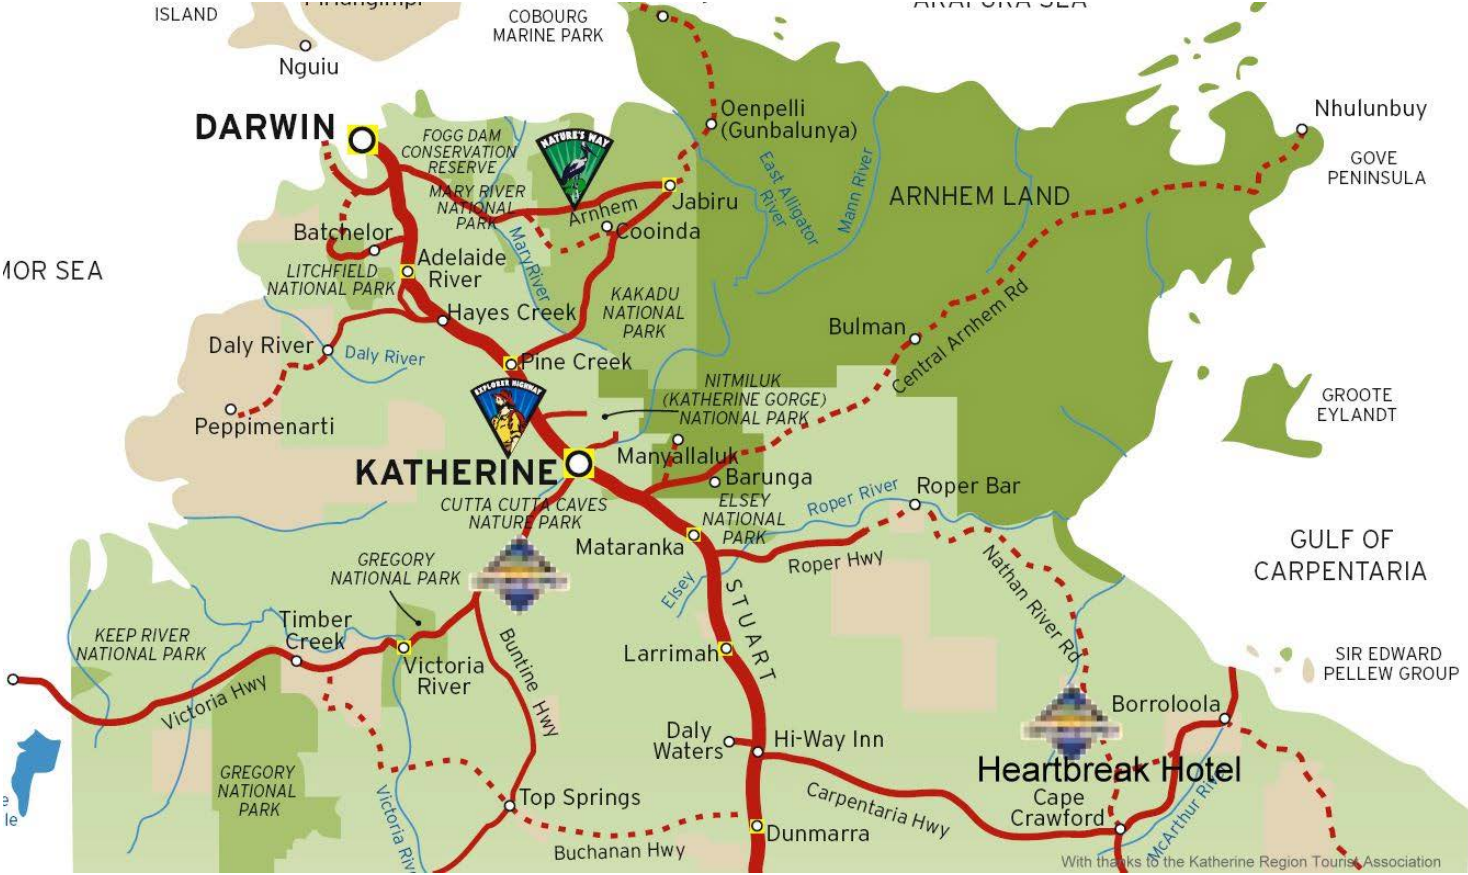 ISLAND
Nguiu
COBOURG
MARINE PARK
ARAFURA SEA
DARWIN
FOGG DAM
CONSERVATION
RESERVE
NATURE'S WAY
Oenpelli
(Gunbalunya)
Nhulunbuy
GOVE
PENINSULA
MARY RIVER
NATIONAL
PARK
Arnhem
Jabiru
East Alligator
River
Mann River
ARNHEM LAND
Batchelor
Cooinda
MOR SEA
Adelaide
River
LITCHFIELD
NATIONAL PARK
Mary River
Hayes Creek
KAKADU
NATIONAL
PARK
Central Arnhem Rd
Bulman
Daly River
Daly River
Pine Creek
EXPLORER HIGHWAY
NITMILUK
(KATHERINE GORGE)
NATIONAL PARK
GROOTE
EYLANDT
Peppimenarti
KATHERINE
Manyallaluk
Barunga
CUTTA CUTTA CAVES
NATURE PARK
ELSEY
NATIONAL
PARK
Roper River
Roper Bar
Mataranka
Roper Hwy
GULF OF
CARPENTARIA
GREGORY
NATIONAL PARK
Elsey
STUART
Nathan River Rd
KEEP RIVER
NATIONAL PARK
Timber
Creek
Victoria
River
Buntine Hwy
Larrimah
SIR EDWARD
PELLEW GROUP
Victoria Hwy
Borroloola
Daly
Waters
Hi-Way Inn
Heartbreak Hotel
GREGORY
NATIONAL
PARK
Top Springs
Carpentaria Hwy
Cape
Crawford
McArthur River
Victoria Riv
Dunmarra
Buchanan Hwy
With thanks to the Katherine Region Tourist Association